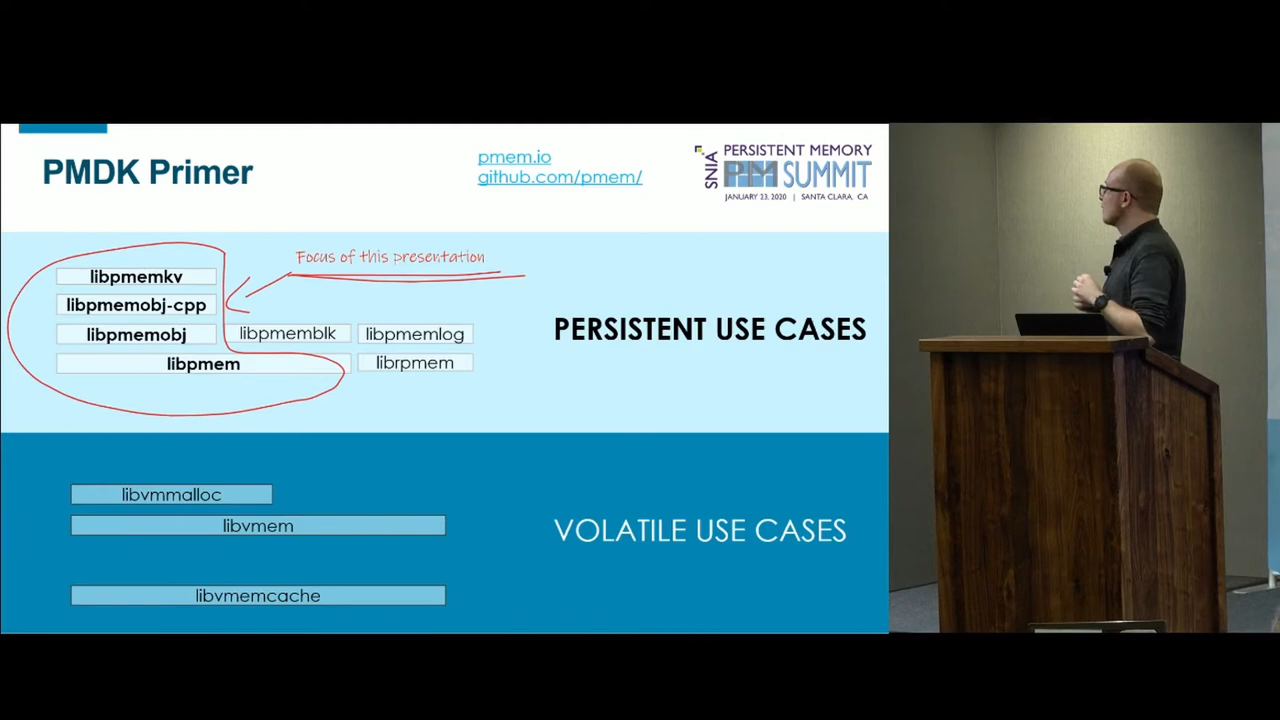 PMDK Primer
pmem.io
github.com/pmem/
SNIA
PERSISTENT MEMORY
PM SUMMIT
JANUARY 23, 2020 | SANTA CLARA, CA
Focus of this presentation
libpmemkv
libpmemobj-cpp
libpmemobj
libpmemblk
libpmemlog
libpmem
librpmem
PERSISTENT USE CASES
libvmmalloc
libvmem
libvmemcache
VOLATILE USE CASES